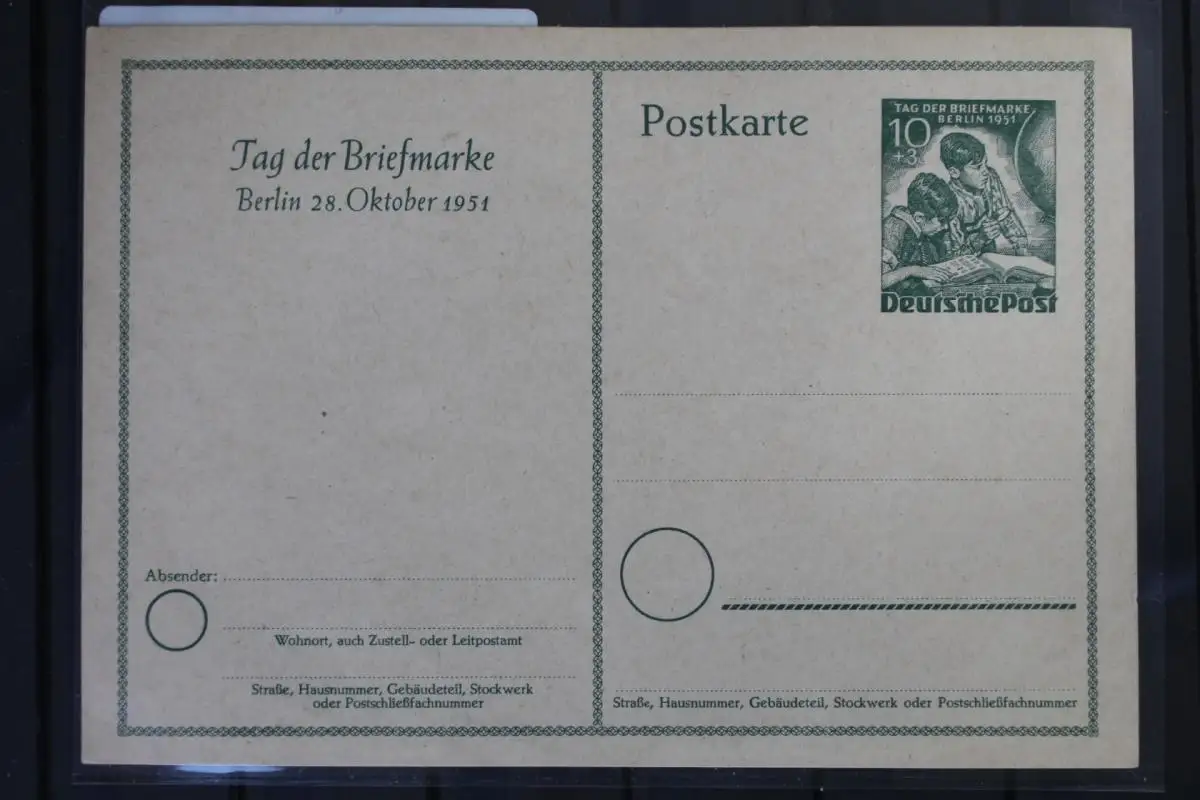 Tag der Briefmarke
Berlin 28. Oktober 1951
Absender:
Wohnort, auch Zustell- oder Leitpostamt
Straße, Hausnummer, Gebäudeteil, Stockwerk
oder Postschließfachnummer
Postkarte
TAG DER BRIEFMARKE
BERLIN 1951
10
+3
Deutsche Post
Straße, Hausnummer, Gebäudeteil, Stockwerk oder Postschließfachnummer